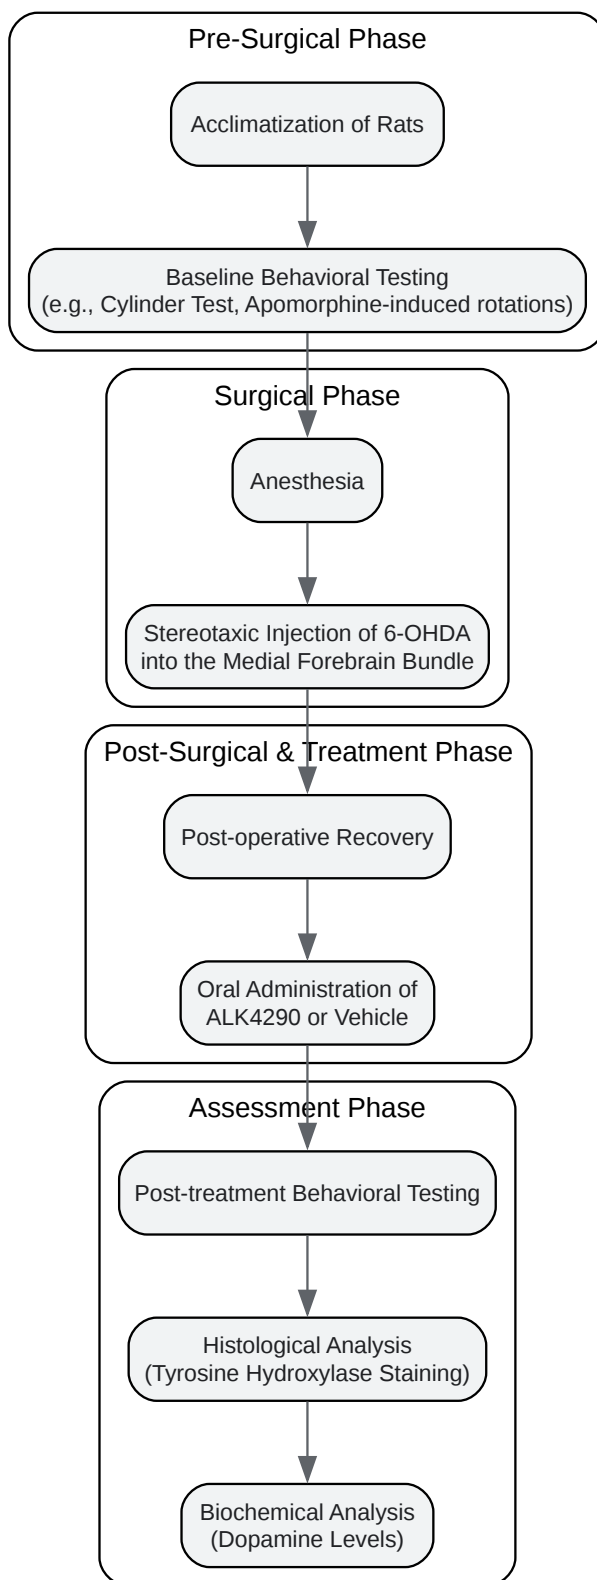 Pre-Surgical Phase
Acclimatization of Rats
Baseline Behavioral Testing
(e.g., Cylinder Test, Apomorphine-induced rotations)
Surgical Phase
Anesthesia
Stereotaxic Injection of 6-OHDA
into the Medial Forebrain Bundle
Post-Surgical & Treatment Phase
Post-operative Recovery
Oral Administration of
ALK4290 or Vehicle
Assessment Phase
Post-treatment Behavioral Testing
Histological Analysis
(Tyrosine Hydroxylase Staining)
Biochemical Analysis
(Dopamine Levels)